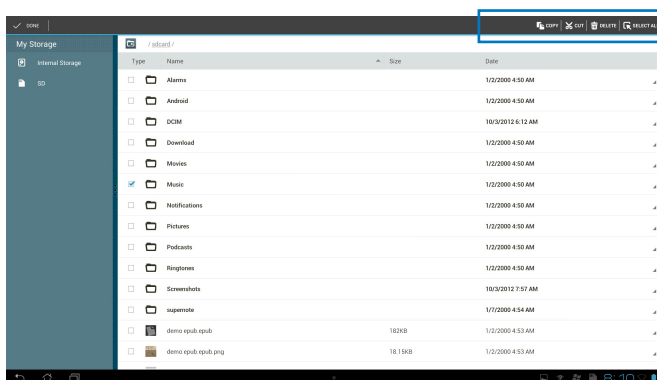 DONE COPY CUT DELETE SELECT ALL
My Storage / sdcard /
Internal Storage Type Name Size Date
SD Alarms 1/2/2000 4:50 AM
Android 1/2/2000 4:50 AM
DCIM 10/3/2012 6:12 AM
Download 1/2/2000 4:50 AM
Movies 1/2/2000 4:50 AM
Music 1/2/2000 4:50 AM
Notifications 1/2/2000 4:50 AM
Pictures 1/2/2000 4:50 AM
Podcasts 1/2/2000 4:50 AM
Ringtones 1/2/2000 4:50 AM
Screenshots 10/3/2012 7:57 AM
supernote 1/7/2000 4:54 AM
demo epub.epub 182KB 1/2/2000 4:53 AM
demo epub.epub.png 18.15KB 1/2/2000 4:53 AM
8:10